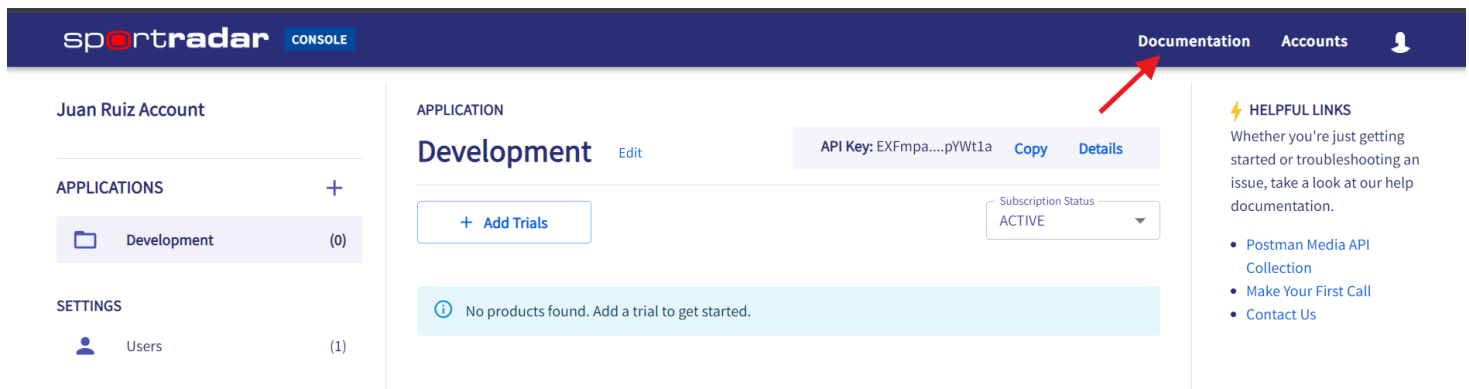 sportradar CONSOLE
Documentation Accounts
Juan Ruiz Account
APPLICATIONS +
Development (0)
SETTINGS
Users (1)
APPLICATION
Development Edit
API Key: EXFmpa....pYWt1a Copy Details
+ Add Trials
Subscription Status
ACTIVE
No products found. Add a trial to get started.
HELPFUL LINKS
Whether you're just getting
started or troubleshooting an
issue, take a look at our help
documentation.
• Postman Media API
Collection
• Make Your First Call
• Contact Us